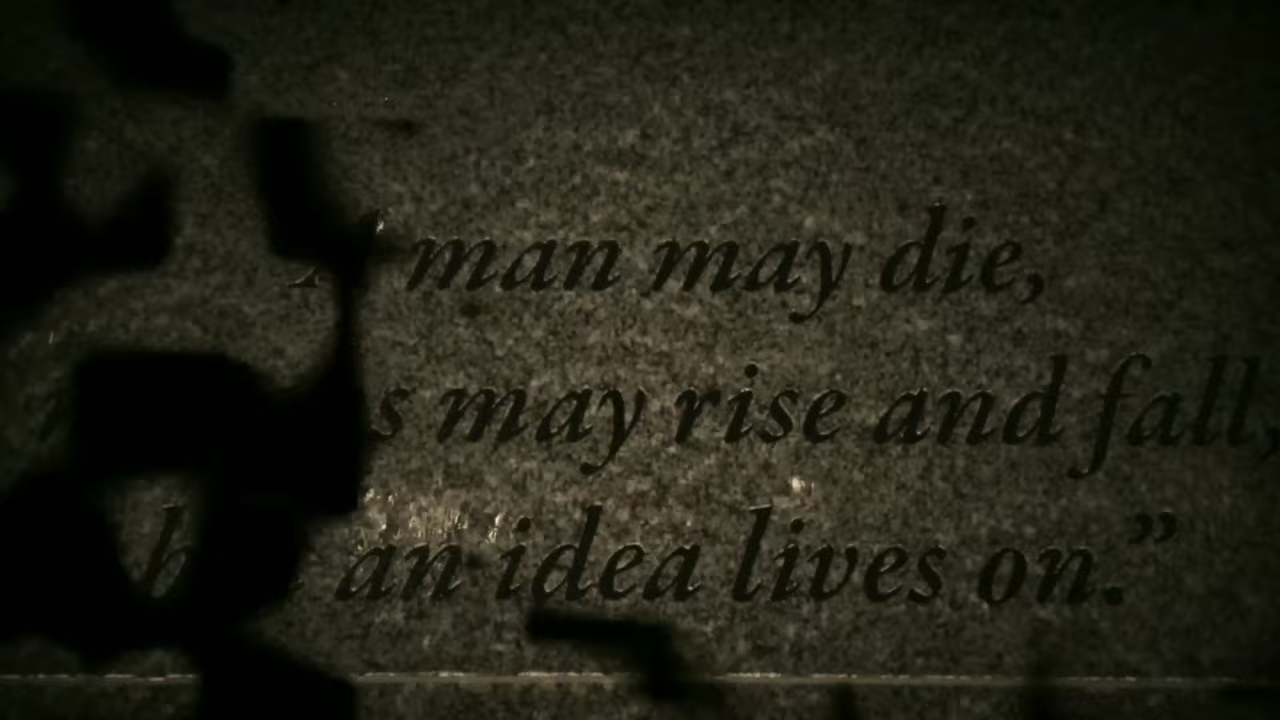 man may die,
may rise and fall,
an idea lives on.”